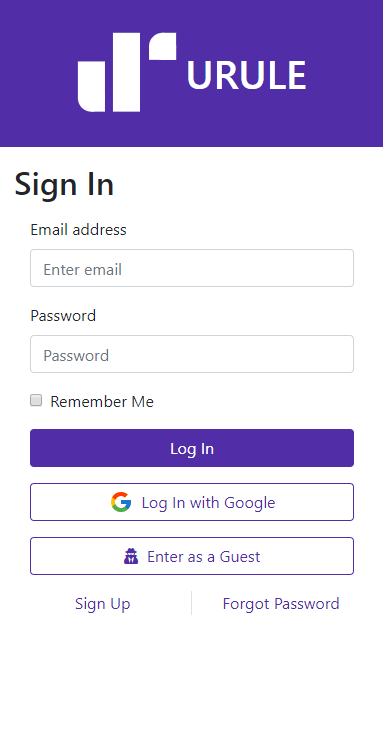 URULE
Sign In
Email address
Enter email
Password
Password
Remember Me
Log In
Log In with Google
Enter as a Guest
Sign Up
Forgot Password